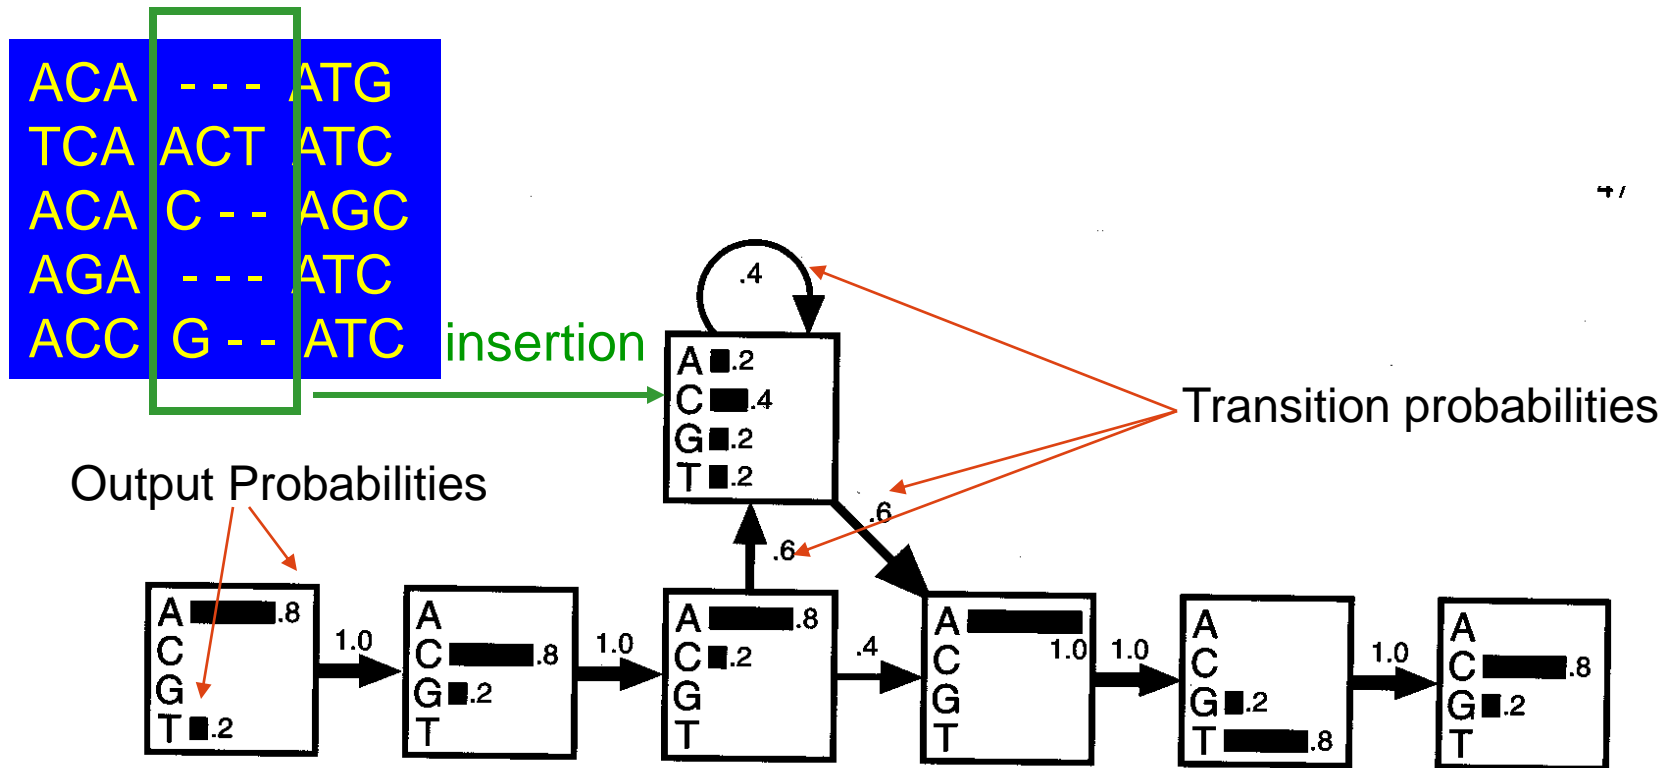 ACA - - - ATG
TCA ACT ATC
ACA C - - AGC
AGA - - - ATC
ACC G - - ATC
insertion
.4
A .2
C .4
G .2
T .2
Transition probabilities
Output Probabilities
.6
.6
A .8
C
G
T .2
1.0
A
C .8
G .2
T
1.0
A .8
C .2
G
T
.4
A 1.0
C
G
T
1.0
A
C
G .2
T .8
1.0
A
C .8
G .2
T